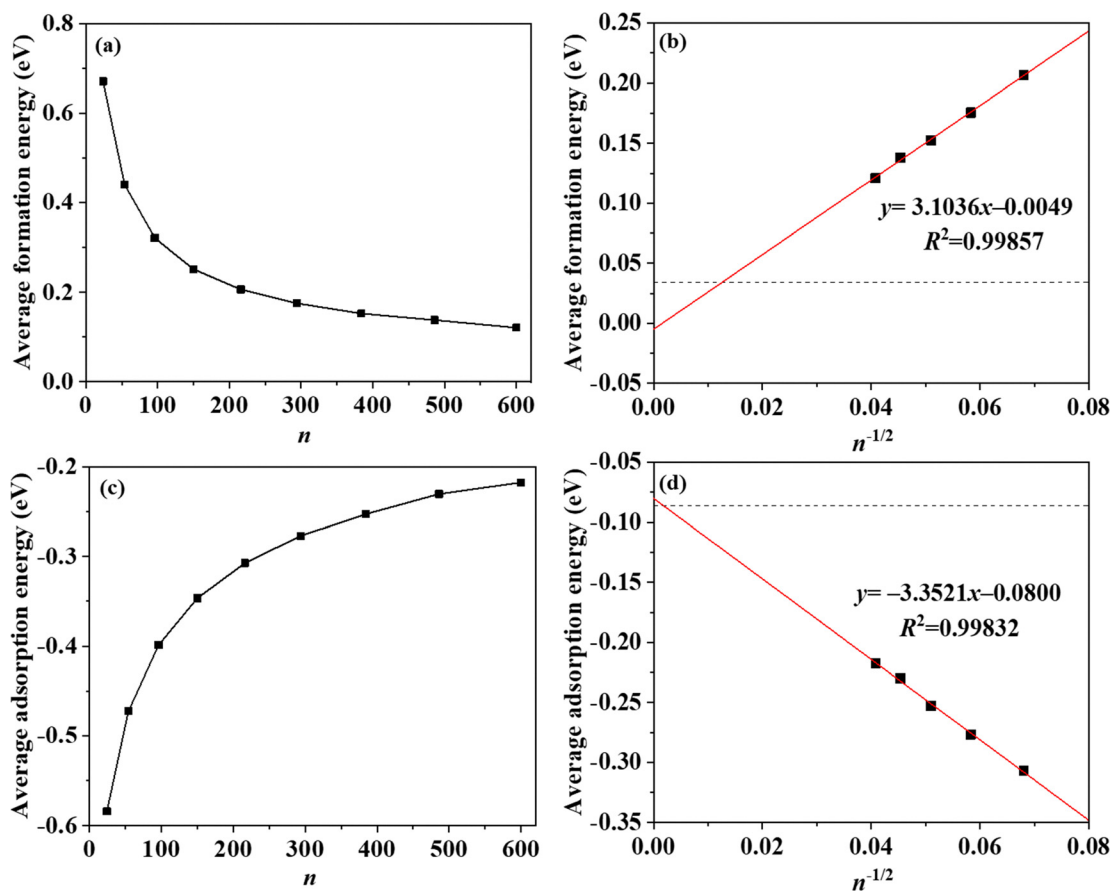 (a)
Average formation energy (eV)
0.8
0.6
0.4
0.2
0.0
0 100 200 300 400 500 600
n
(b)
Average formation energy (eV)
0.25
0.20
0.15
0.10
0.05
0.00
-0.05
y= 3.1036x–0.0049
R²=0.99857
0.00 0.02 0.04 0.06 0.08
n⁻¹/²
(c)
Average adsorption energy (eV)
-0.2
-0.3
-0.4
-0.5
-0.6
0 100 200 300 400 500 600
n
(d)
Average adsorption energy (eV)
-0.05
-0.10
-0.15
-0.20
-0.25
-0.30
-0.35
y= –3.3521x–0.0800
R²=0.99832
0.00 0.02 0.04 0.06 0.08
n⁻¹/²